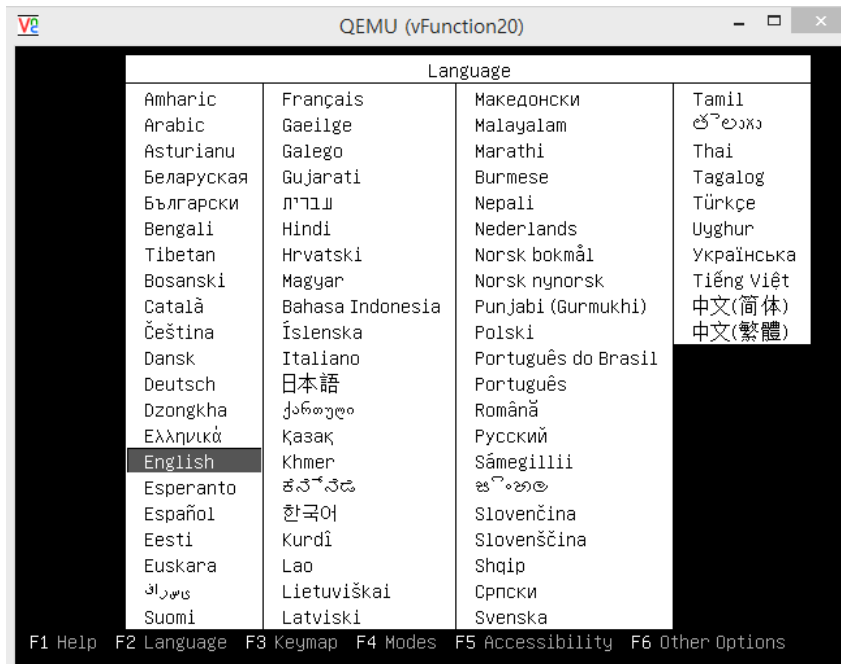 QEMU (vFunction20)
Language
Amharic
Arabic
Asturianu
Беларуская
Български
Bengali
Tibetan
Bosanski
Català
Čeština
Dansk
Deutsch
Dzongkha
Ελληνικά
English
Esperanto
Español
Eesti
Euskara
ﻰﺳﺭﺎﻓ
Suomi
Français
Gaeilge
Galego
Gujarati
עברית
Hindi
Hrvatski
Magyar
Bahasa Indonesia
Íslenska
Italiano
日本語
ქართული
Қазақ
Khmer
ಕನ್ನಡ
한국어
Kurdî
Lao
Lietuviškai
Latviski
Македонски
Malayalam
Marathi
Burmese
Nepali
Nederlands
Norsk bokmål
Norsk nynorsk
Punjabi (Gurmukhi)
Polski
Português do Brasil
Português
Română
Русский
Sámegillii
සිංහල
Slovenčina
Slovenščina
Shqip
Српски
Svenska
Tamil
తెలుగు
Thai
Tagalog
Türkçe
Uyghur
Українська
Tiếng Việt
中文(简体)
中文(繁體)
F1 Help F2 Language F3 Keymap F4 Modes F5 Accessibility F6 Other Options